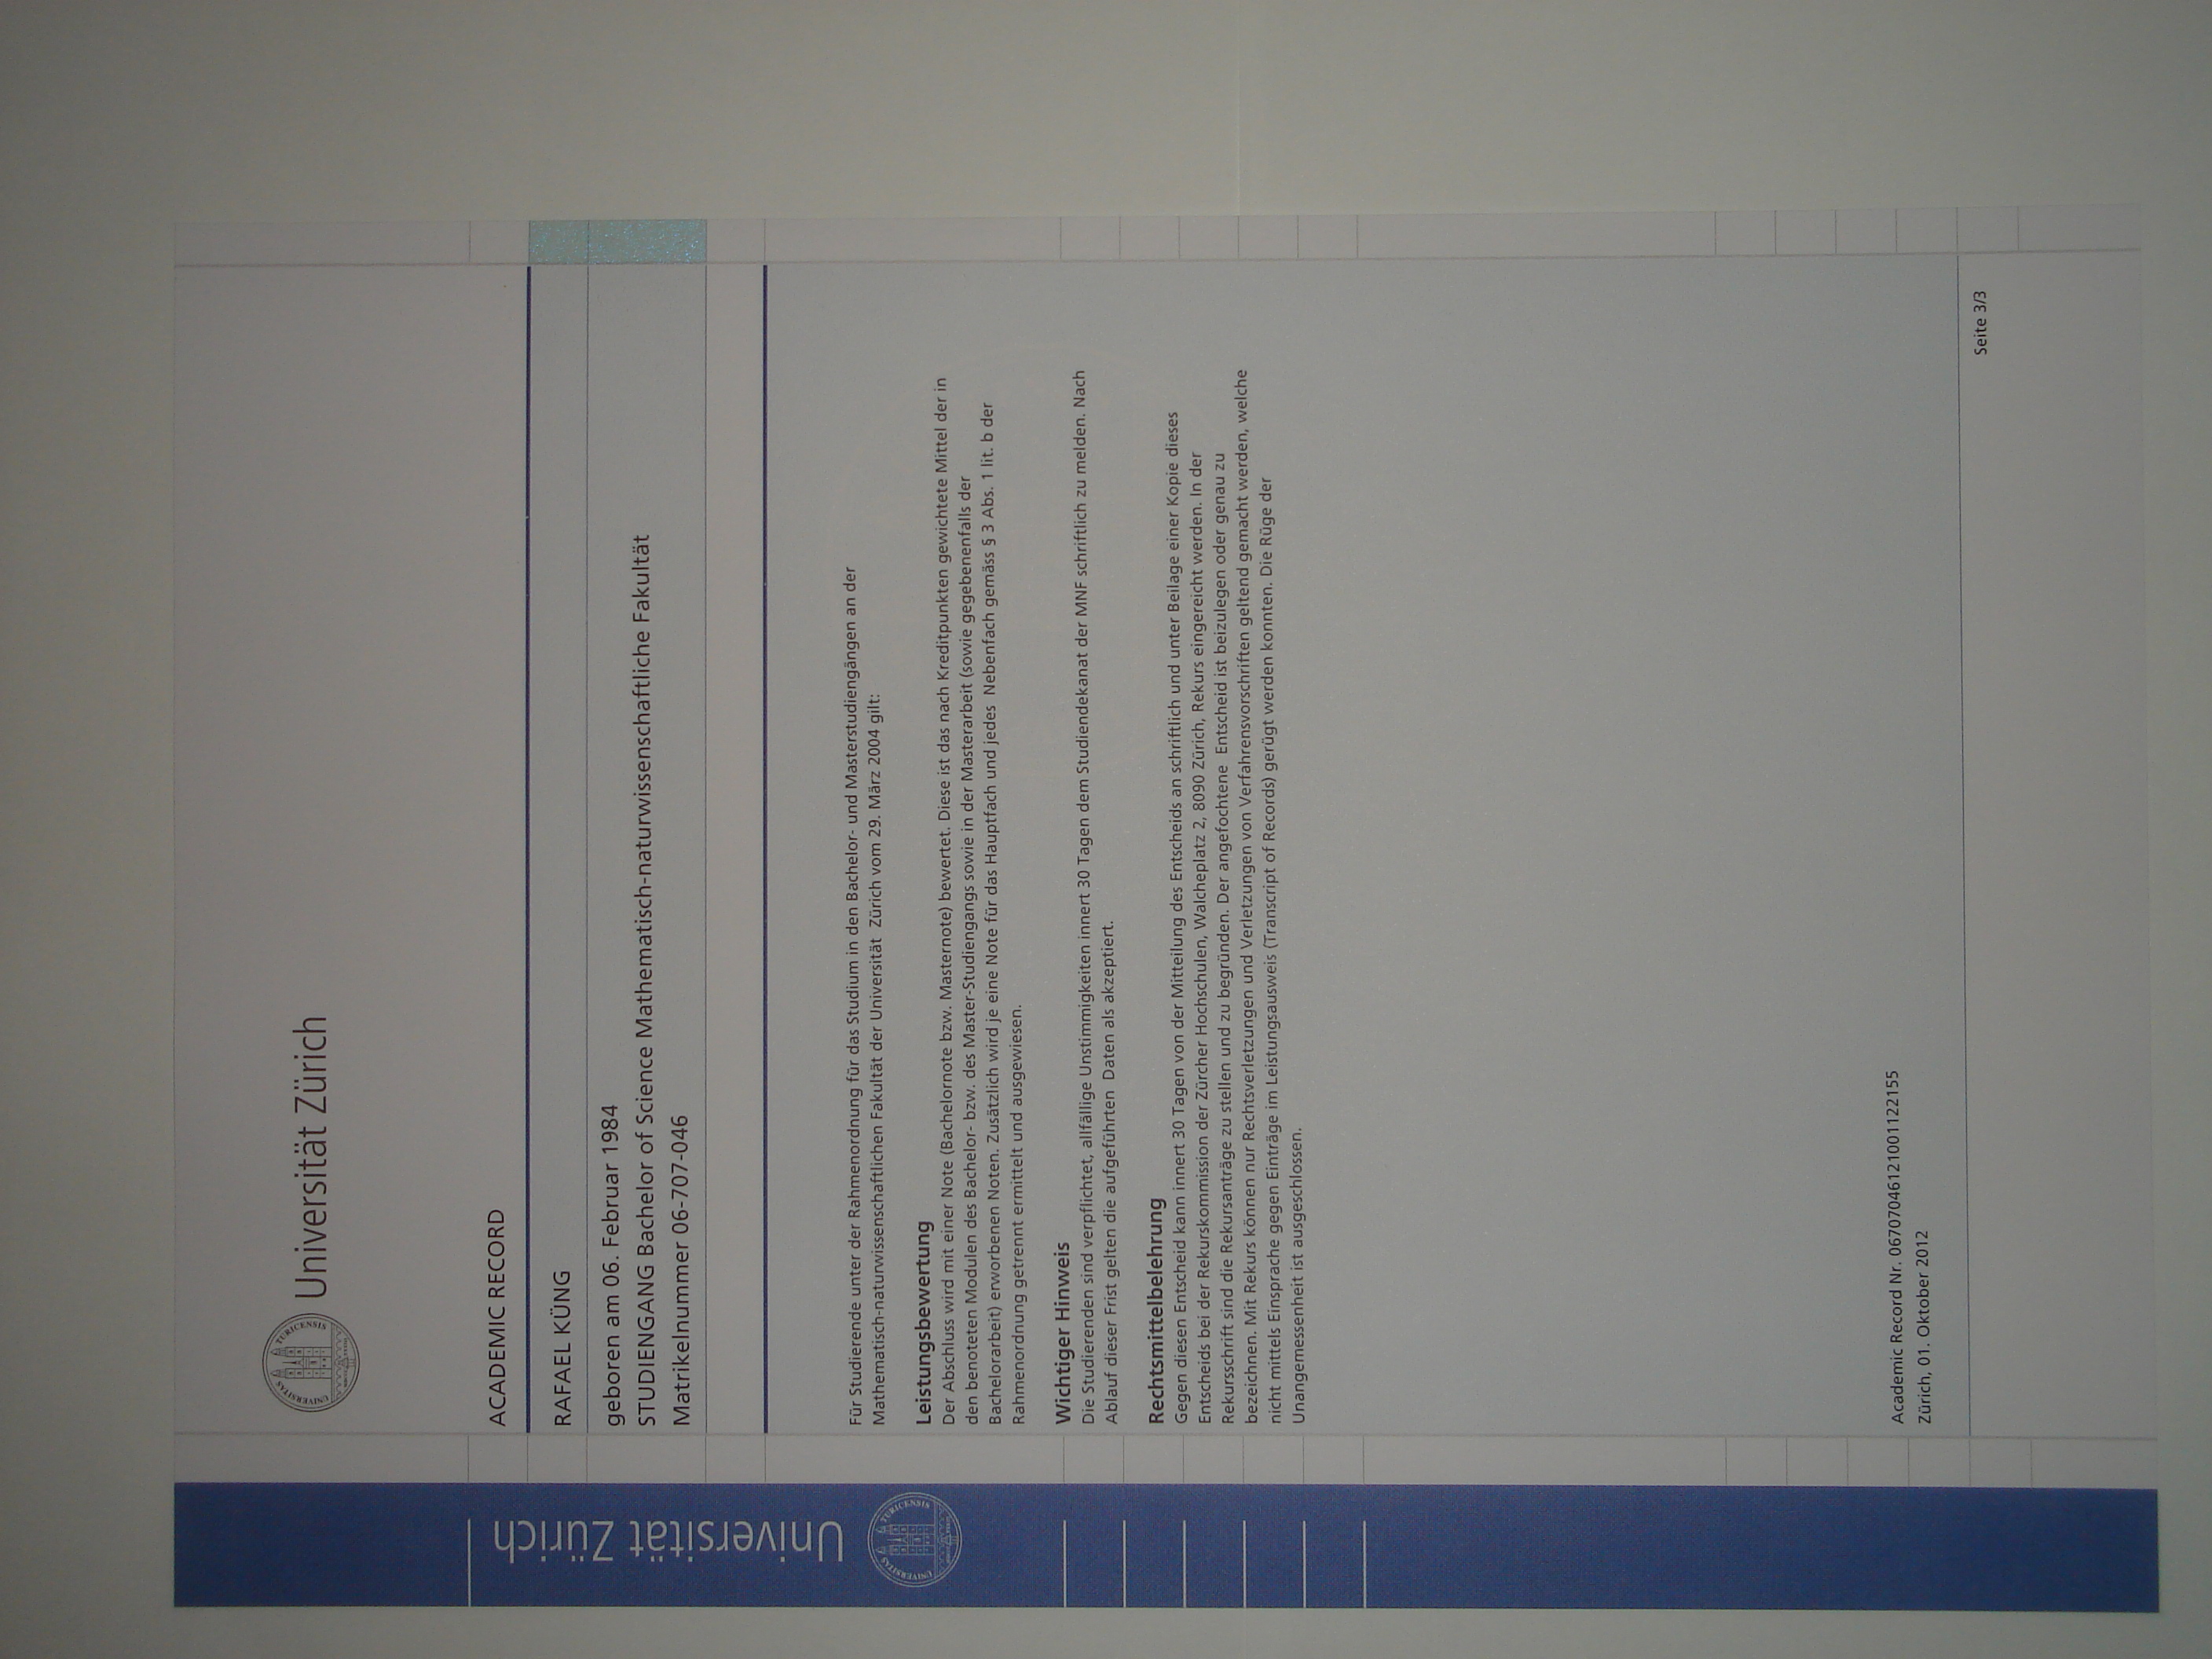 Universität Zürich
ACADEMIC RECORD
RAFAEL KÜNG
geboren am 06. Februar 1984
STUDIENGANG Bachelor of Science Mathematisch-naturwissenschaftliche Fakultät
Matrikelnummer 06-707-046
Für Studierende unter der Rahmenordnung für das Studium in den Bachelor- und Masterstudiengängen an der
Mathematisch-naturwissenschaftlichen Fakultät der Universität Zürich vom 29. März 2004 gilt:
Leistungsbewertung
Der Abschluss wird mit einer Note (Bachelornote bzw. Masternote) bewertet. Diese ist das nach Kreditpunkten gewichtete Mittel der in
den benoteten Modulen des Bachelor- bzw. des Master-Studiengangs sowie in der Masterarbeit (sowie gegebenenfalls der
Bachelorarbeit) erworbenen Noten. Zusätzlich wird je eine Note für das Hauptfach und jedes Nebenfach gemäss § 3 Abs. 1 lit. b der
Rahmenordnung getrennt ermittelt und ausgewiesen.
Wichtiger Hinweis
Die Studierenden sind verpflichtet, allfällige Unstimmigkeiten innert 30 Tagen dem Studiendekanat der MNF schriftlich zu melden. Nach
Ablauf dieser Frist gelten die aufgeführten Daten als akzeptiert.
Rechtsmittelbelehrung
Gegen diesen Entscheid kann innert 30 Tagen von der Mitteilung des Entscheids an schriftlich und unter Beilage einer Kopie dieses
Entscheids bei der Rekurskommission der Zürcher Hochschulen, Walcheplatz 2, 8090 Zürich, Rekurs eingereicht werden. In der
Rekursschrift sind die Rekursanträge zu stellen und zu begründen. Der angefochtene Entscheid ist beizulegen oder genau zu
bezeichnen. Mit Rekurs können nur Rechtsverletzungen und Verletzungen von Verfahrensvorschriften geltend gemacht werden, welche
nicht mittels Einsprache gegen Einträge im Leistungsausweis (Transcript of Records) gerügt werden konnten. Die Rüge der
Unangemessenheit ist ausgeschlossen.
Academic Record Nr. 06707046121001122155
Zürich, 01. Oktober 2012
Seite 3/3
Universität Zürich
UNIVERSITAS TURICENSIS